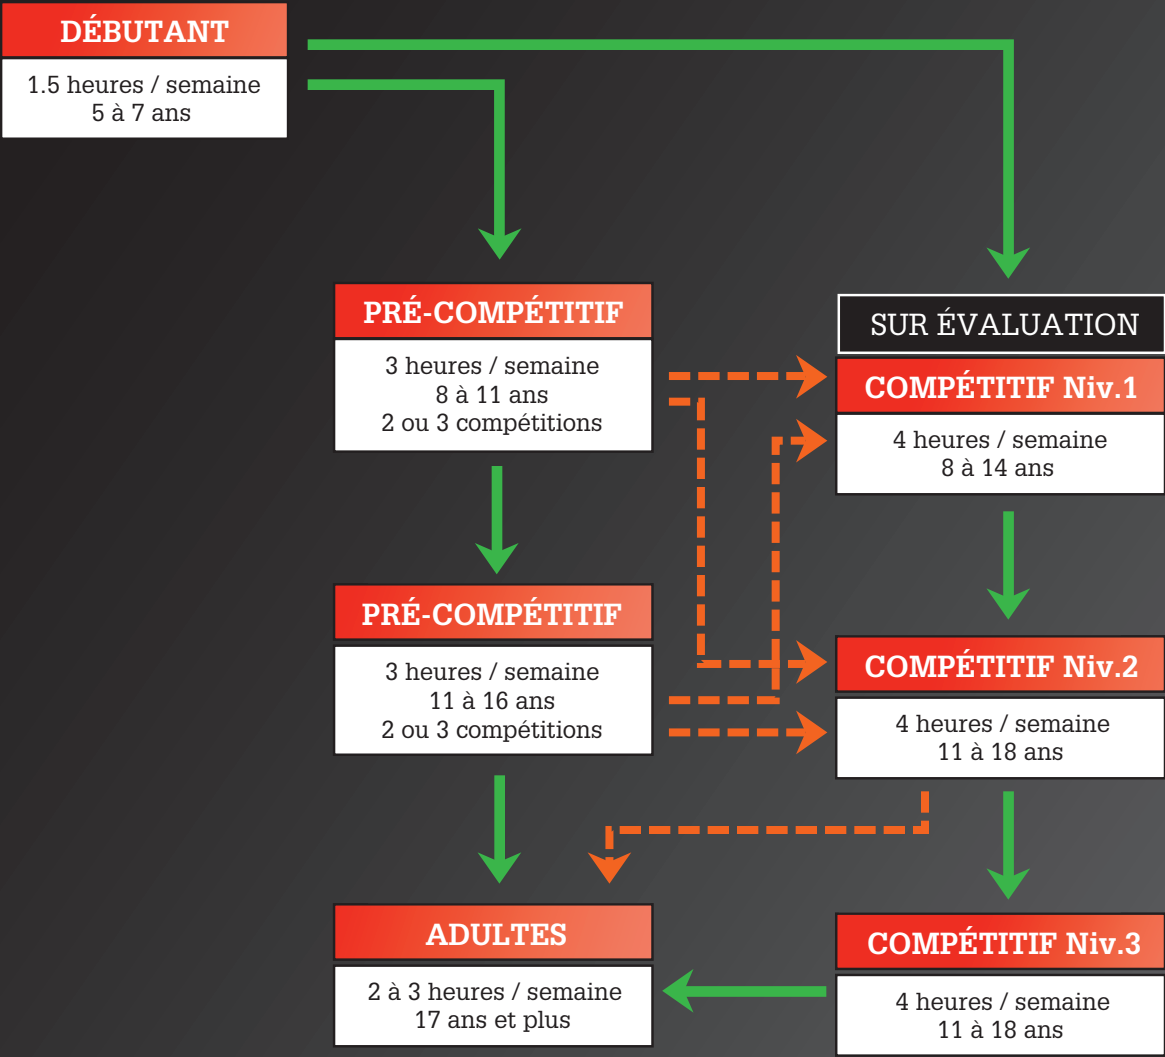 DÉBUTANT
1.5 heures / semaine
5 à 7 ans
PRÉ-COMPÉTITIF
3 heures / semaine
8 à 11 ans
2 ou 3 compétitions
SUR ÉVALUATION
COMPÉTITIF Niv.1
4 heures / semaine
8 à 14 ans
PRÉ-COMPÉTITIF
3 heures / semaine
11 à 16 ans
2 ou 3 compétitions
COMPÉTITIF Niv.2
4 heures / semaine
11 à 18 ans
ADULTES
2 à 3 heures / semaine
17 ans et plus
COMPÉTITIF Niv.3
4 heures / semaine
11 à 18 ans